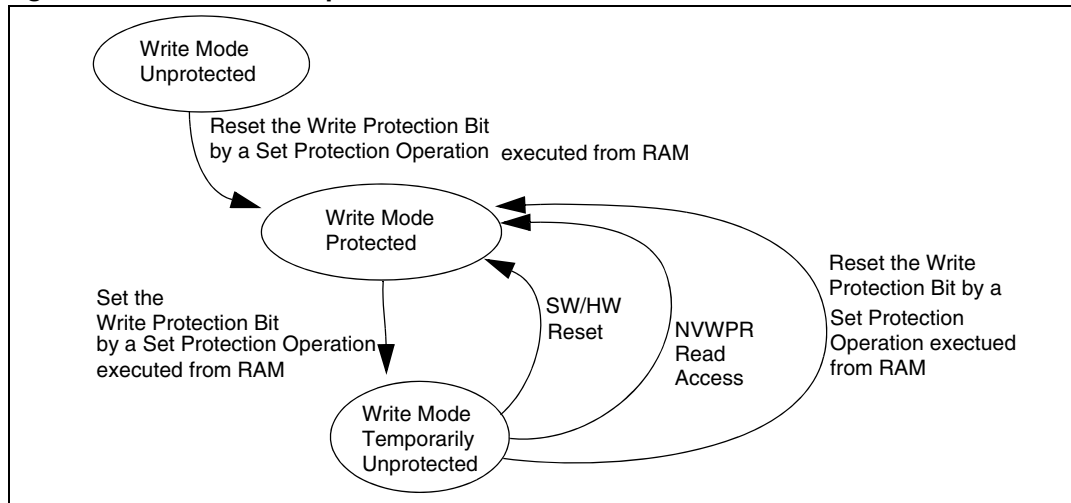 Write Mode
Unprotected
Reset the Write Protection Bit
by a Set Protection Operation executed from RAM
Write Mode
Protected
Set the
Write Protection Bit
by a Set Protection Operation
executed from RAM
SW/HW
Reset
NVWPR
Read
Access
Reset the Write
Protection Bit by a
Set Protection
Operation exectued
from RAM
Write Mode
Temporarily
Unprotected